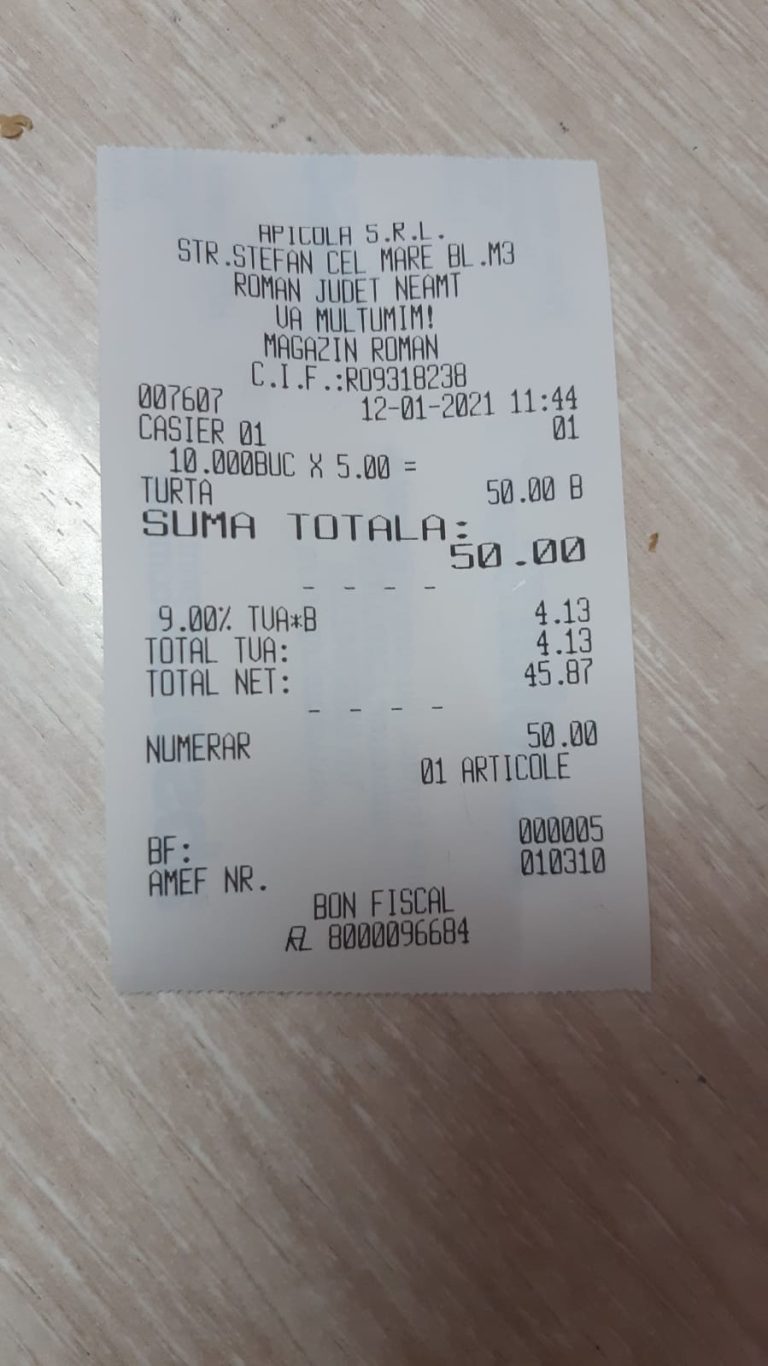 APICOLA S.R.L.
STR.STEFAN CEL MARE BL.M3
ROMAN JUDET NEAMT
VA MULTUMIM!
MAGAZIN ROMAN
C.I.F.:RO9318238
007607 12-01-2021 11:44
CASIER 01 01
10.000BUC X 5.00 =
TURTA 50.00 B
SUMA TOTALA:
50.00
- - - -
9.00% TVA*B 4.13
TOTAL TVA: 4.13
TOTAL NET: 45.87
- - - -
NUMERAR 50.00
01 ARTICOLE
BF: 000005
AMEF NR. 010310
BON FISCAL
8000096684